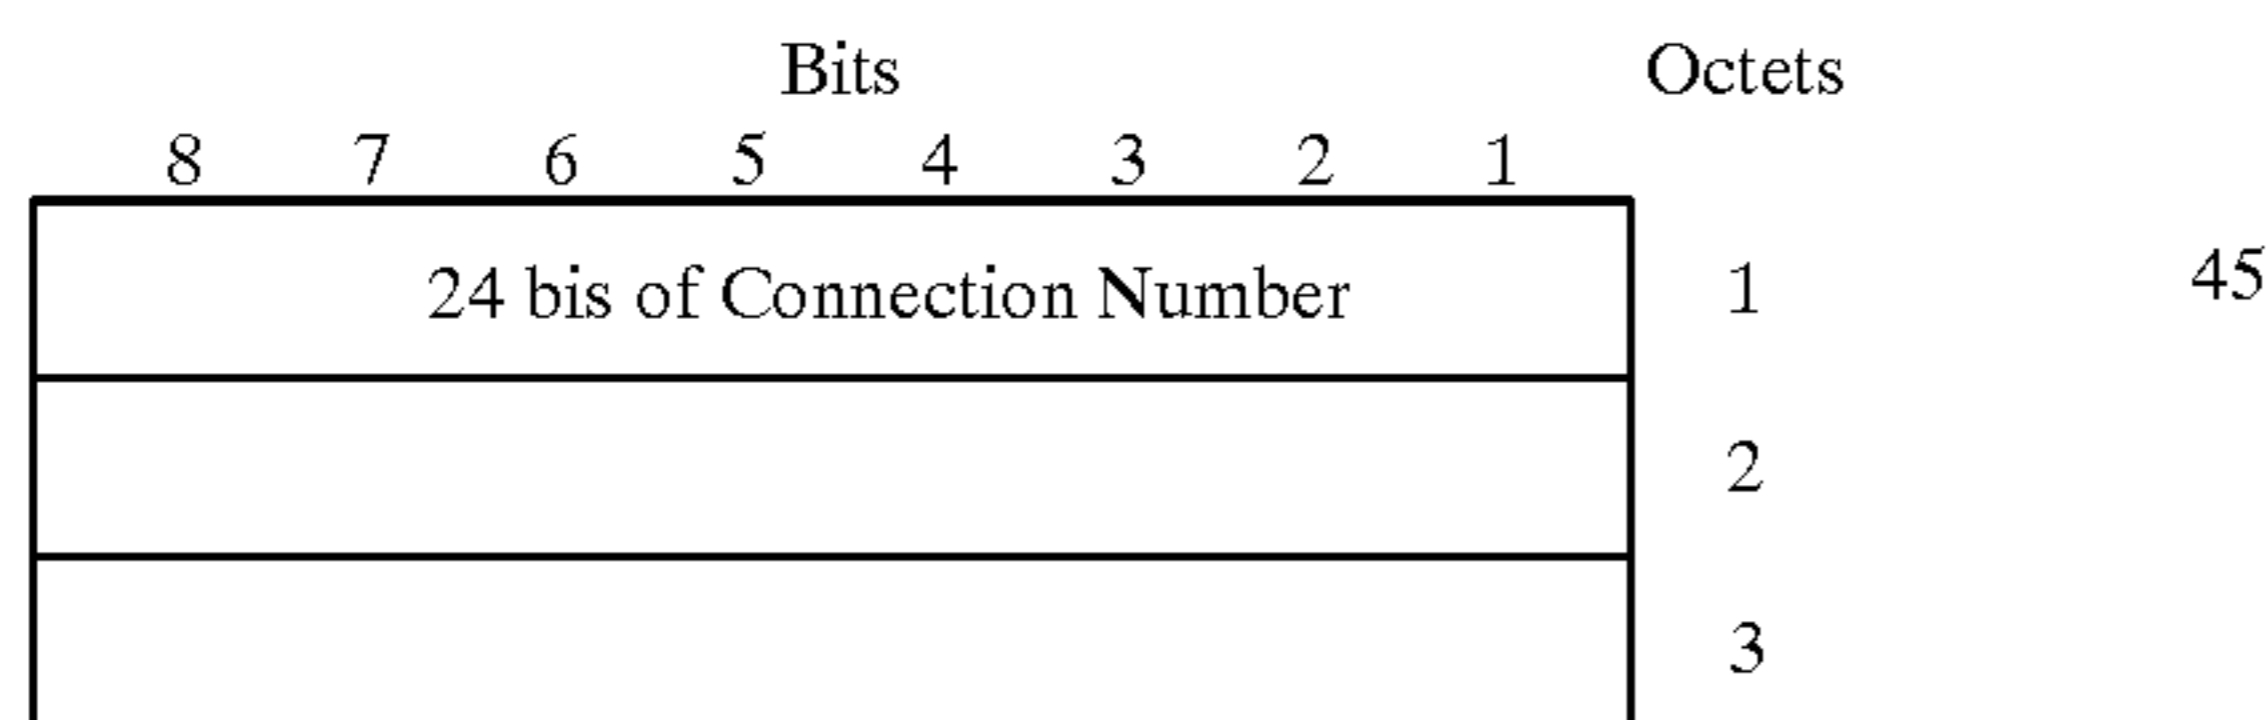 Bits Octets
8 7 6 5 4 3 2 1
24 bis of Connection Number 1 45
2
3